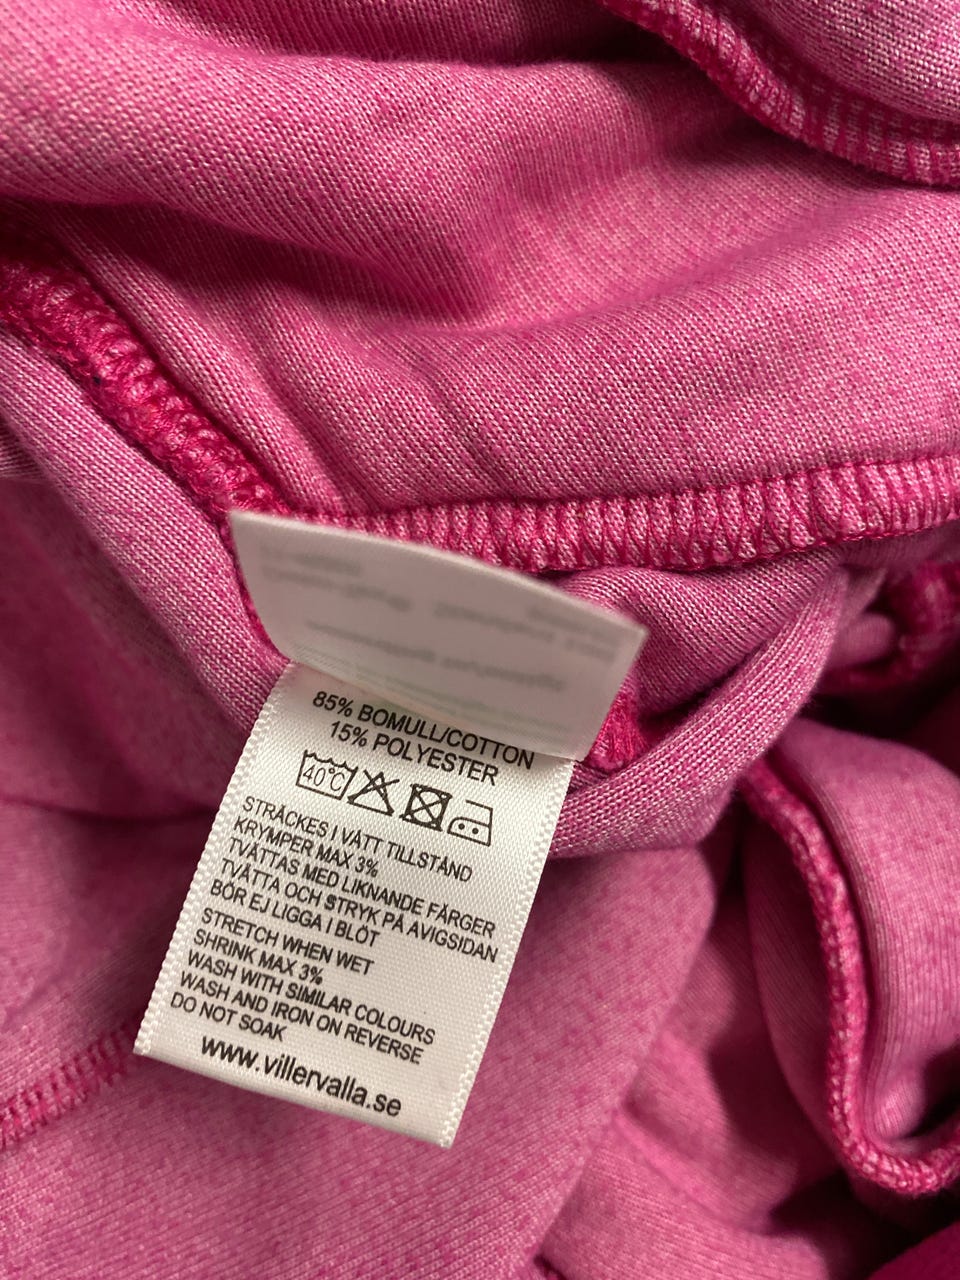 85% BOMULL/COTTON
15% POLYESTER
40°C
STRÄCKES I VÅTT TILLSTÅND
KRYMPER MAX 3%
TVÄTTAS MED LIKNANDE FÄRGER
TVÄTTA OCH STRYK PÅ AVIGSIDAN
BÖR EJ LIGGA I BLÖT
STRETCH WHEN WET
SHRINK MAX 3%
WASH WITH SIMILAR COLOURS
WASH AND IRON ON REVERSE
DO NOT SOAK
www.villervalla.se